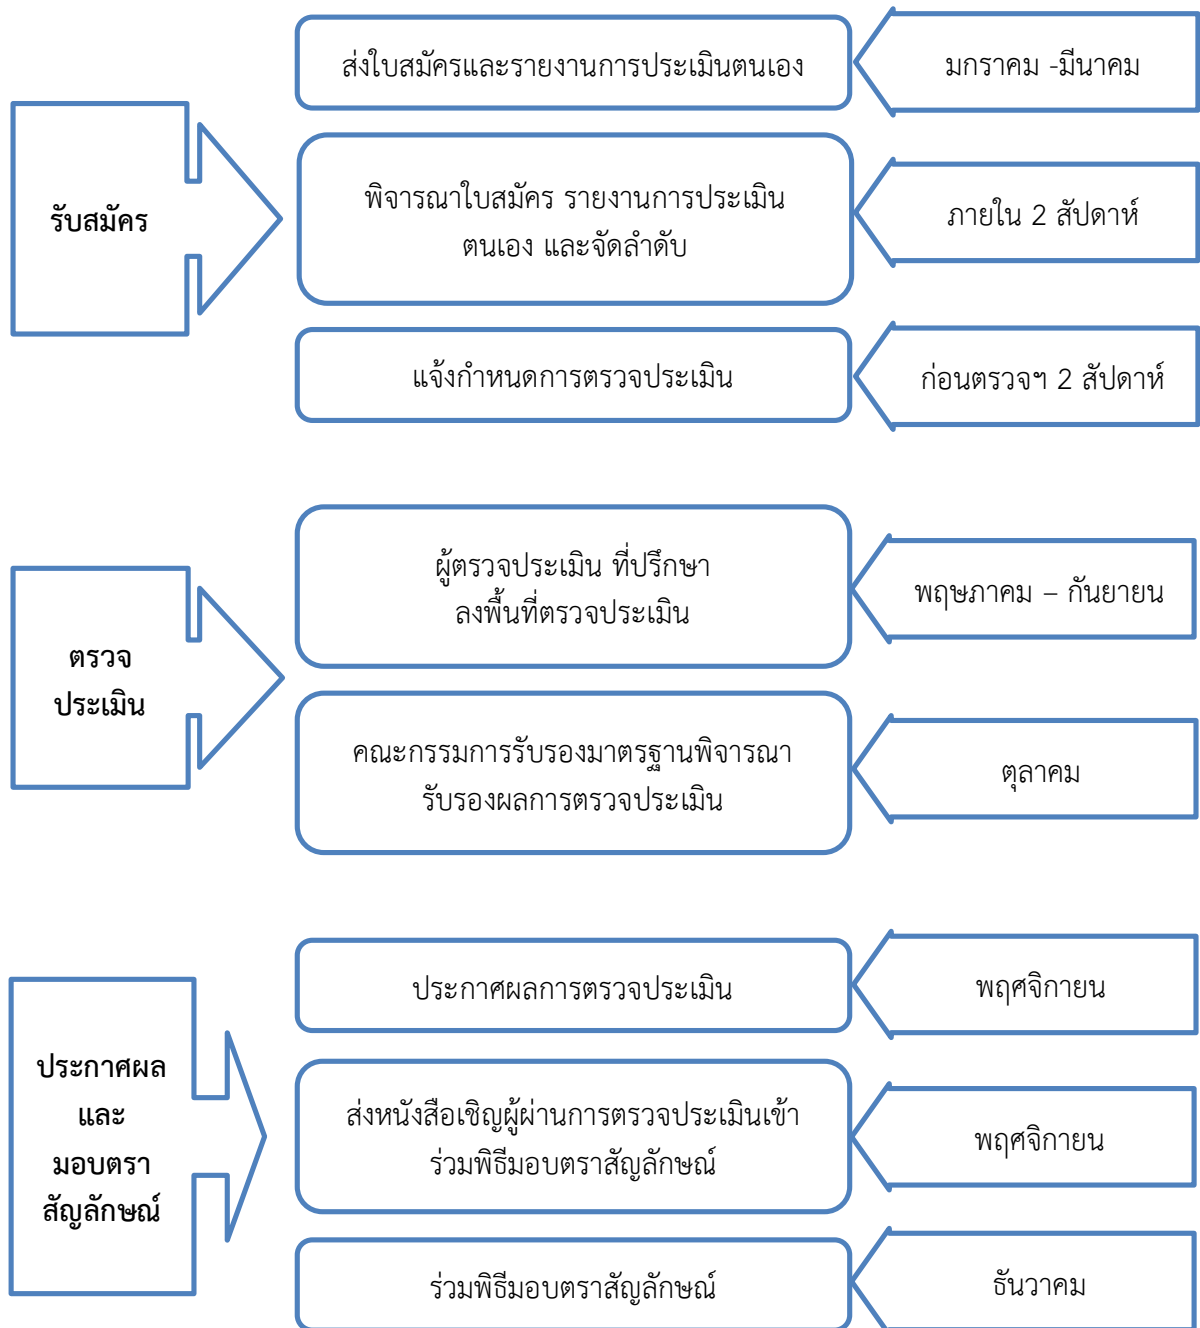 รับสมัคร
ส่งใบสมัครและรายงานการประเมินตนเอง
มกราคม -มีนาคม
พิจารณาใบสมัคร รายงานการประเมิน
ตนเอง และจัดลำดับ
ภายใน 2 สัปดาห์
แจ้งกำหนดการตรวจประเมิน
ก่อนตรวจฯ 2 สัปดาห์
ตรวจ
ประเมิน
ผู้ตรวจประเมิน ที่ปรึกษา
ลงพื้นที่ตรวจประเมิน
พฤษภาคม – กันยายน
คณะกรรมการรับรองมาตรฐานพิจารณา
รับรองผลการตรวจประเมิน
ตุลาคม
ประกาศผล
และ
มอบตรา
สัญลักษณ์
ประกาศผลการตรวจประเมิน
พฤศจิกายน
ส่งหนังสือเชิญผู้ผ่านการตรวจประเมินเข้า
ร่วมพิธีมอบตราสัญลักษณ์
พฤศจิกายน
ร่วมพิธีมอบตราสัญลักษณ์
ธันวาคม